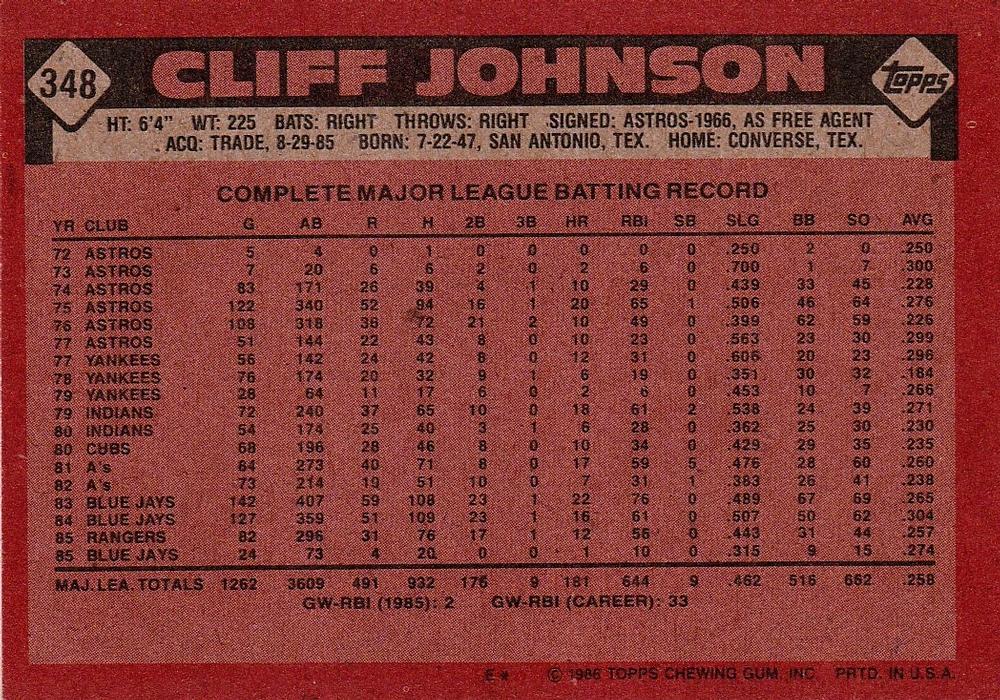 348 CLIFF JOHNSON topps
HT: 6'4" WT: 225 BATS: RIGHT THROWS: RIGHT SIGNED: ASTROS-1966, AS FREE AGENT
ACQ: TRADE, 8-29-85 BORN: 7-22-47, SAN ANTONIO, TEX. HOME: CONVERSE, TEX.
COMPLETE MAJOR LEAGUE BATTING RECORD
YR CLUB G AB R H 2B 3B HR RBI SB SLG BB SO AVG
72 ASTROS 5 4 0 1 0 0 0 0 0 .250 2 0 .250
73 ASTROS 7 20 6 6 2 0 2 6 0 .700 1 7 .300
74 ASTROS 83 171 26 39 4 1 10 29 0 .439 33 45 .228
75 ASTROS 122 340 52 94 16 1 20 65 1 .506 46 64 .276
76 ASTROS 108 318 36 72 21 2 10 49 0 .399 62 59 .226
77 ASTROS 51 144 22 43 8 0 10 23 0 .563 23 30 .299
77 YANKEES 56 142 24 42 8 0 12 31 0 .606 20 23 .296
78 YANKEES 76 174 20 32 9 1 6 19 0 .351 30 32 .184
79 YANKEES 28 64 11 17 6 0 2 6 0 .453 10 7 .266
79 INDIANS 72 240 37 65 10 0 18 61 2 .538 24 39 .271
80 INDIANS 54 174 25 40 3 1 6 28 0 .362 25 30 .230
80 CUBS 68 196 28 46 8 0 10 34 0 .429 29 35 .235
81 A's 84 273 40 71 8 0 17 59 5 .476 28 60 .260
82 A's 73 214 19 51 10 0 7 31 1 .383 26 41 .238
83 BLUE JAYS 142 407 59 108 23 1 22 76 0 .489 67 69 .265
84 BLUE JAYS 127 359 51 109 23 1 16 61 0 .507 50 62 .304
85 RANGERS 82 296 31 76 17 1 12 56 0 .443 31 44 .257
85 BLUE JAYS 24 73 4 20 0 0 1 10 0 .315 9 15 .274
MAJ. LEA. TOTALS 1262 3609 491 932 176 9 181 644 9 .462 516 662 .258
GW-RBI (1985): 2 GW-RBI (CAREER): 33
E* © 1986 TOPPS CHEWING GUM, INC PRTD. IN U.S.A.